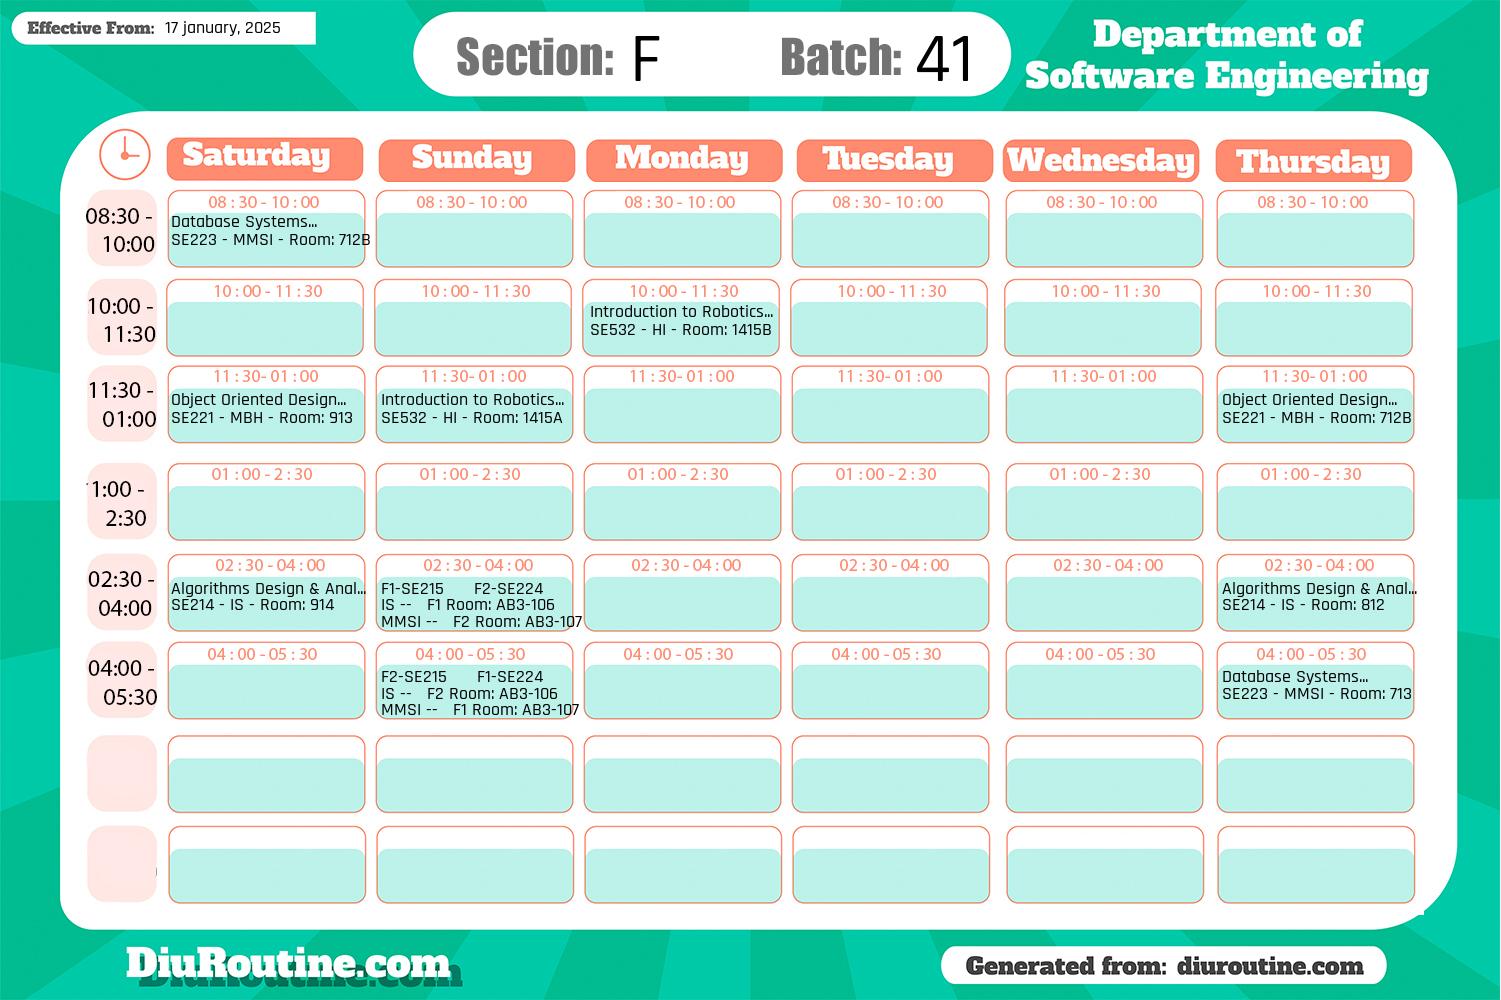 Effective From: 17 january, 2025
Section: F Batch: 41
Department of
Software Engineering
Saturday Sunday Monday Tuesday Wednesday Thursday
08:30 -
10:00
08:30 - 10:00 08:30 - 10:00 08:30 - 10:00 08:30 - 10:00 08:30 - 10:00 08:30 - 10:00
Database Systems...
SE223 - MMSI - Room: 712B
10:00 -
11:30
10:00 - 11:30 10:00 - 11:30 10:00 - 11:30 10:00 - 11:30 10:00 - 11:30 10:00 - 11:30
Introduction to Robotics...
SE532 - HI - Room: 1415B
11:30 -
01:00
11:30- 01:00 11:30- 01:00 11:30- 01:00 11:30- 01:00 11:30- 01:00 11:30- 01:00
Object Oriented Design...
SE221 - MBH - Room: 913
Introduction to Robotics...
SE532 - HI - Room: 1415A
Object Oriented Design...
SE221 - MBH - Room: 712B
1:00 -
2:30
01:00 - 2:30 01:00 - 2:30 01:00 - 2:30 01:00 - 2:30 01:00 - 2:30 01:00 - 2:30
02:30 -
04:00
02:30 - 04:00 02:30 - 04:00 02:30 - 04:00 02:30 - 04:00 02:30 - 04:00 02:30 - 04:00
Algorithms Design & Anal...
SE214 - IS - Room: 914
F1-SE215 F2-SE224
IS -- F1 Room: AB3-106
MMSI -- F2 Room: AB3-107
Algorithms Design & Anal...
SE214 - IS - Room: 812
04:00 -
05:30
04:00 - 05:30 04:00 - 05:30 04:00 - 05:30 04:00 - 05:30 04:00 - 05:30 04:00 - 05:30
F2-SE215 F1-SE224
IS -- F2 Room: AB3-106
MMSI -- F1 Room: AB3-107
Database Systems...
SE223 - MMSI - Room: 713
DiuRoutine.com
Generated from: diuroutine.com